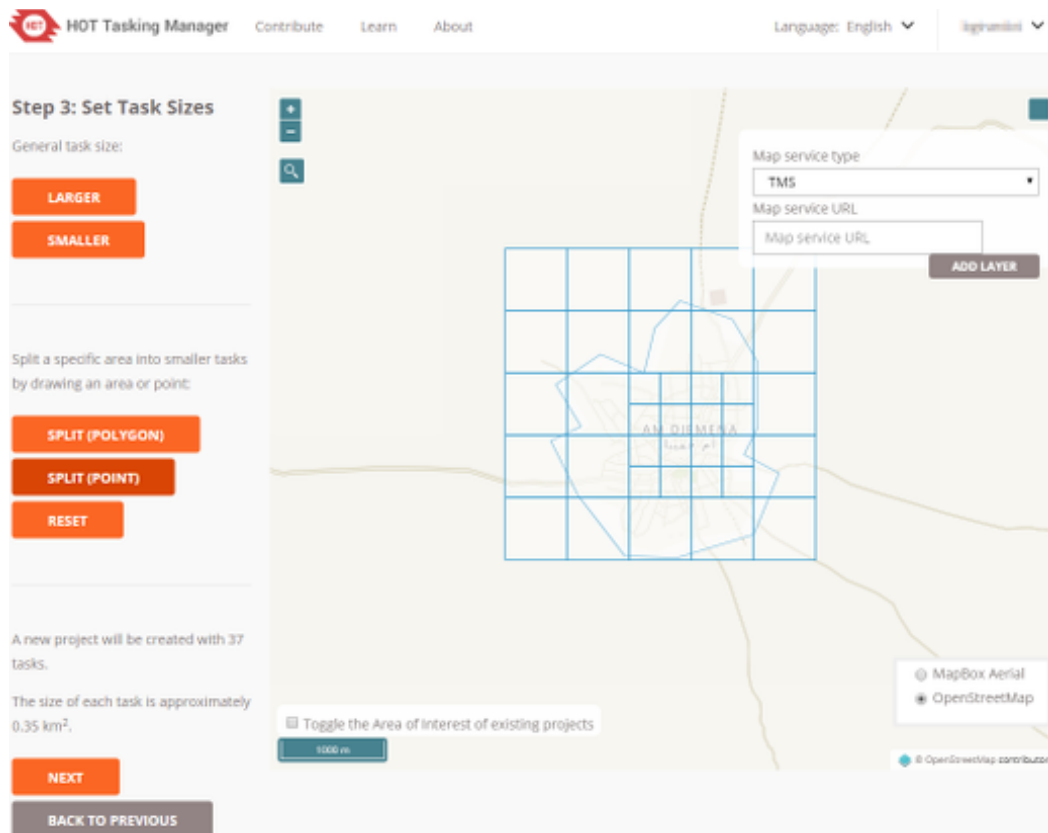 HOT
HOT Tasking Manager
Contribute
Learn
About
Language: English
Step 3: Set Task Sizes
General task size:
LARGER
SMALLER
Split a specific area into smaller tasks
by drawing an area or point:
SPLIT (POLYGON)
SPLIT (POINT)
RESET
A new project will be created with 37
tasks.
The size of each task is approximately
0.35 km².
NEXT
BACK TO PREVIOUS
+
−
Map service type
TMS
Map service URL
Map service URL
ADD LAYER
AM DJEMENA
أم جمينا
MapBox Aerial
OpenStreetMap
Toggle the Area of Interest of existing projects
1000 m
© OpenStreetMap contributor